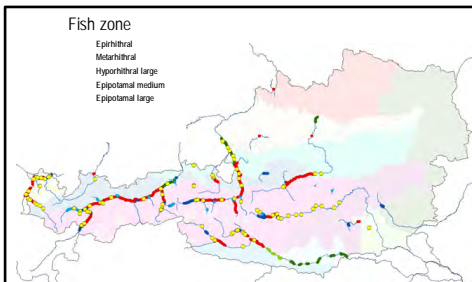 Fish zone
Epirhithral
Metarhithral
Hyporhithral large
Epipotamal medium
Epipotamal large